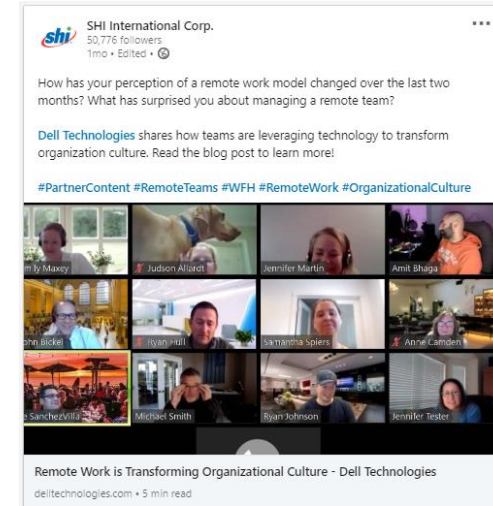 shi
SHI International Corp.
50,776 followers
1mo • Edited •
How has your perception of a remote work model changed over the last two
months? What has surprised you about managing a remote team?
Dell Technologies shares how teams are leveraging technology to transform
organization culture. Read the blog post to learn more!
#PartnerContent #RemoteTeams #WFH #RemoteWork #OrganizationalCulture
mily Maxey
Judson Allardt
Jennifer Martin
Amit Bhaga
ohn Bickel
Ryan Hull
Samantha Spiers
Anne Camden
e SanchezVilla
Michael Smith
Ryan Johnson
Jennifer Tester
Remote Work is Transforming Organizational Culture - Dell Technologies
delltechnologies.com • 5 min read